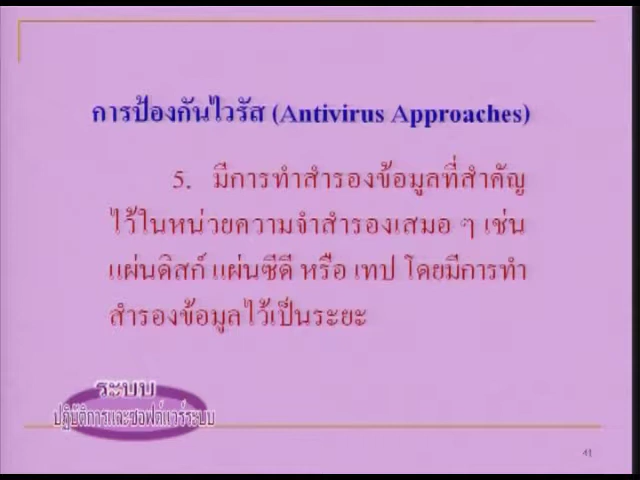 การป้องกันไวรัส (Antivirus Approaches)
5. มีการทำสำรองข้อมูลที่สำคัญ
ไว้ในหน่วยความจำสำรองเสมอ ๆ เช่น
แผ่นดิสก์ แผ่นซีดี หรือ เทป โดยมีการทำ
สำรองข้อมูลไว้เป็นระยะ
ระบบ
ปฏิบัติการและซอฟต์แวร์ระบบ
41